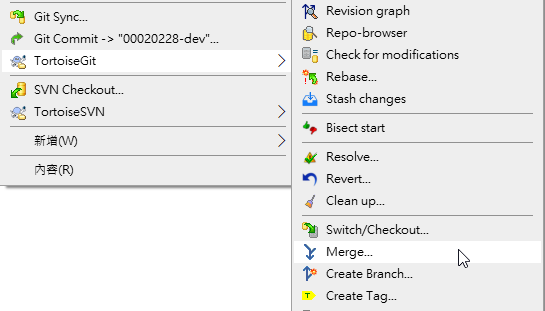 Git Sync...
Git Commit -> "00020228-dev"...
TortoiseGit
SVN Checkout...
TortoiseSVN
新增(W)
內容(R)
Revision graph
Repo-browser
Check for modifications
Rebase...
Stash changes
Bisect start
Resolve...
Revert...
Clean up...
Switch/Checkout...
Merge...
Create Branch...
Create Tag...